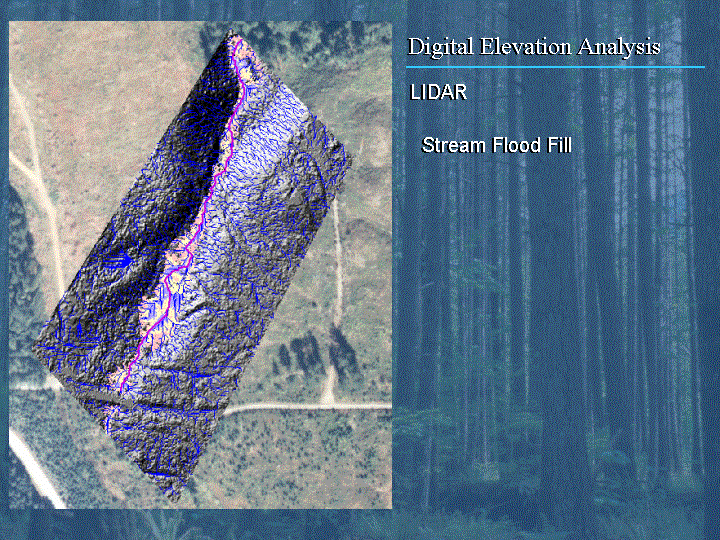 Digital Elevation Analysis
LIDAR
Stream Flood Fill